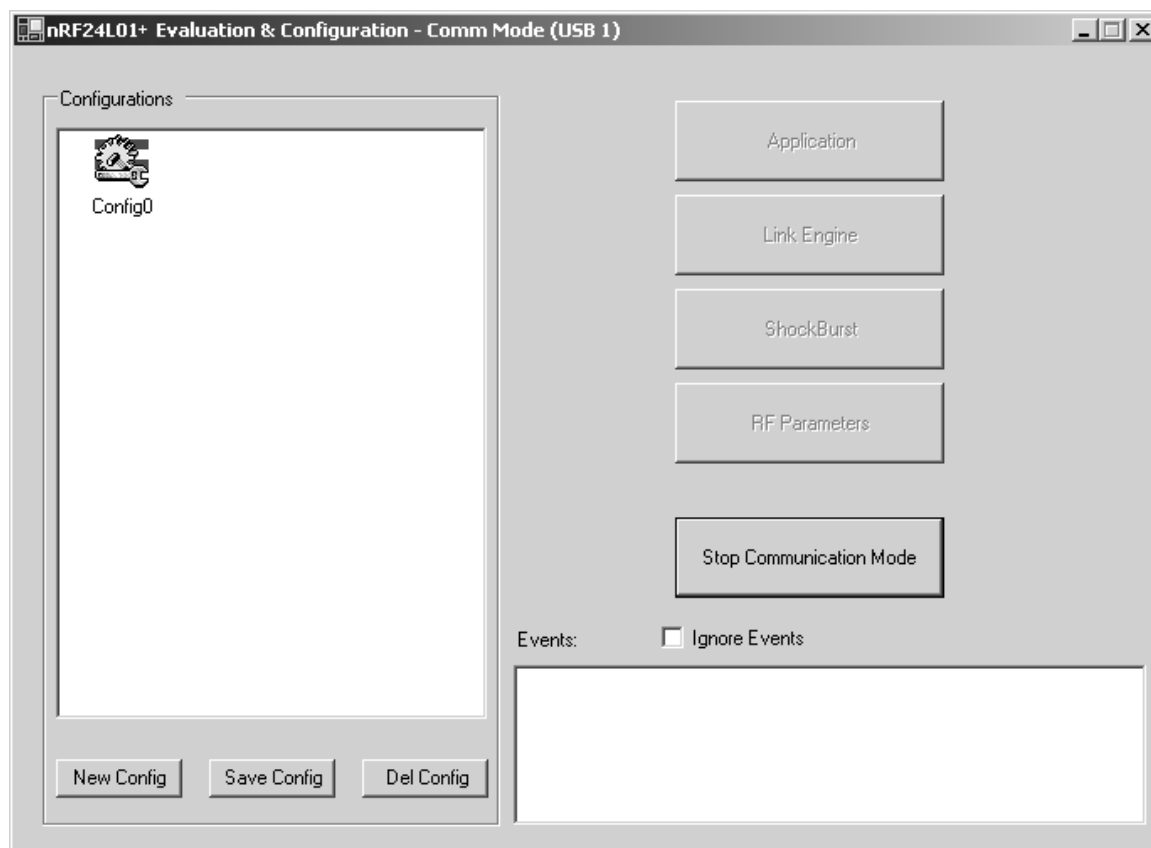 nRF24L01+ Evaluation & Configuration - Comm Mode (USB 1)
Configurations
Config0
New Config
Save Config
Del Config
Application
Link Engine
ShockBurst
RF Parameters
Stop Communication Mode
Events:
Ignore Events